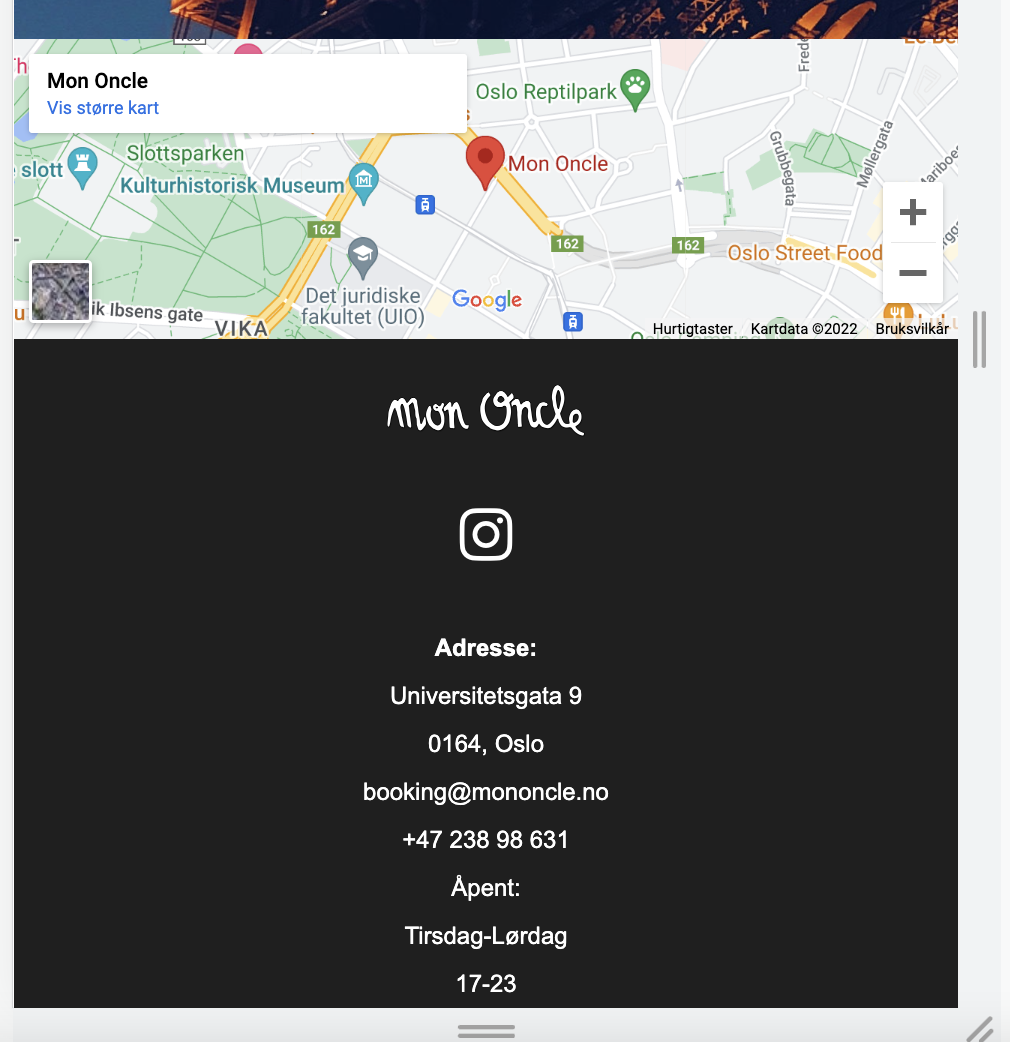 Mon Oncle
Vis større kart
Oslo Reptilpark
slott
Slottsparken
Kulturhistorisk Museum
Mon Oncle
Grubbegata
Møllergata
162
162
162
Oslo Street Food
Det juridiske
fakultet (UIO)
Google
ik Ibsens gate
VIKA
Hurtigtaster
Kartdata ©2022
Bruksvilkår
mon Oncle
Adresse:
Universitetsgata 9
0164, Oslo
booking@mononcle.no
+47 238 98 631
Åpent:
Tirsdag-Lørdag
17-23